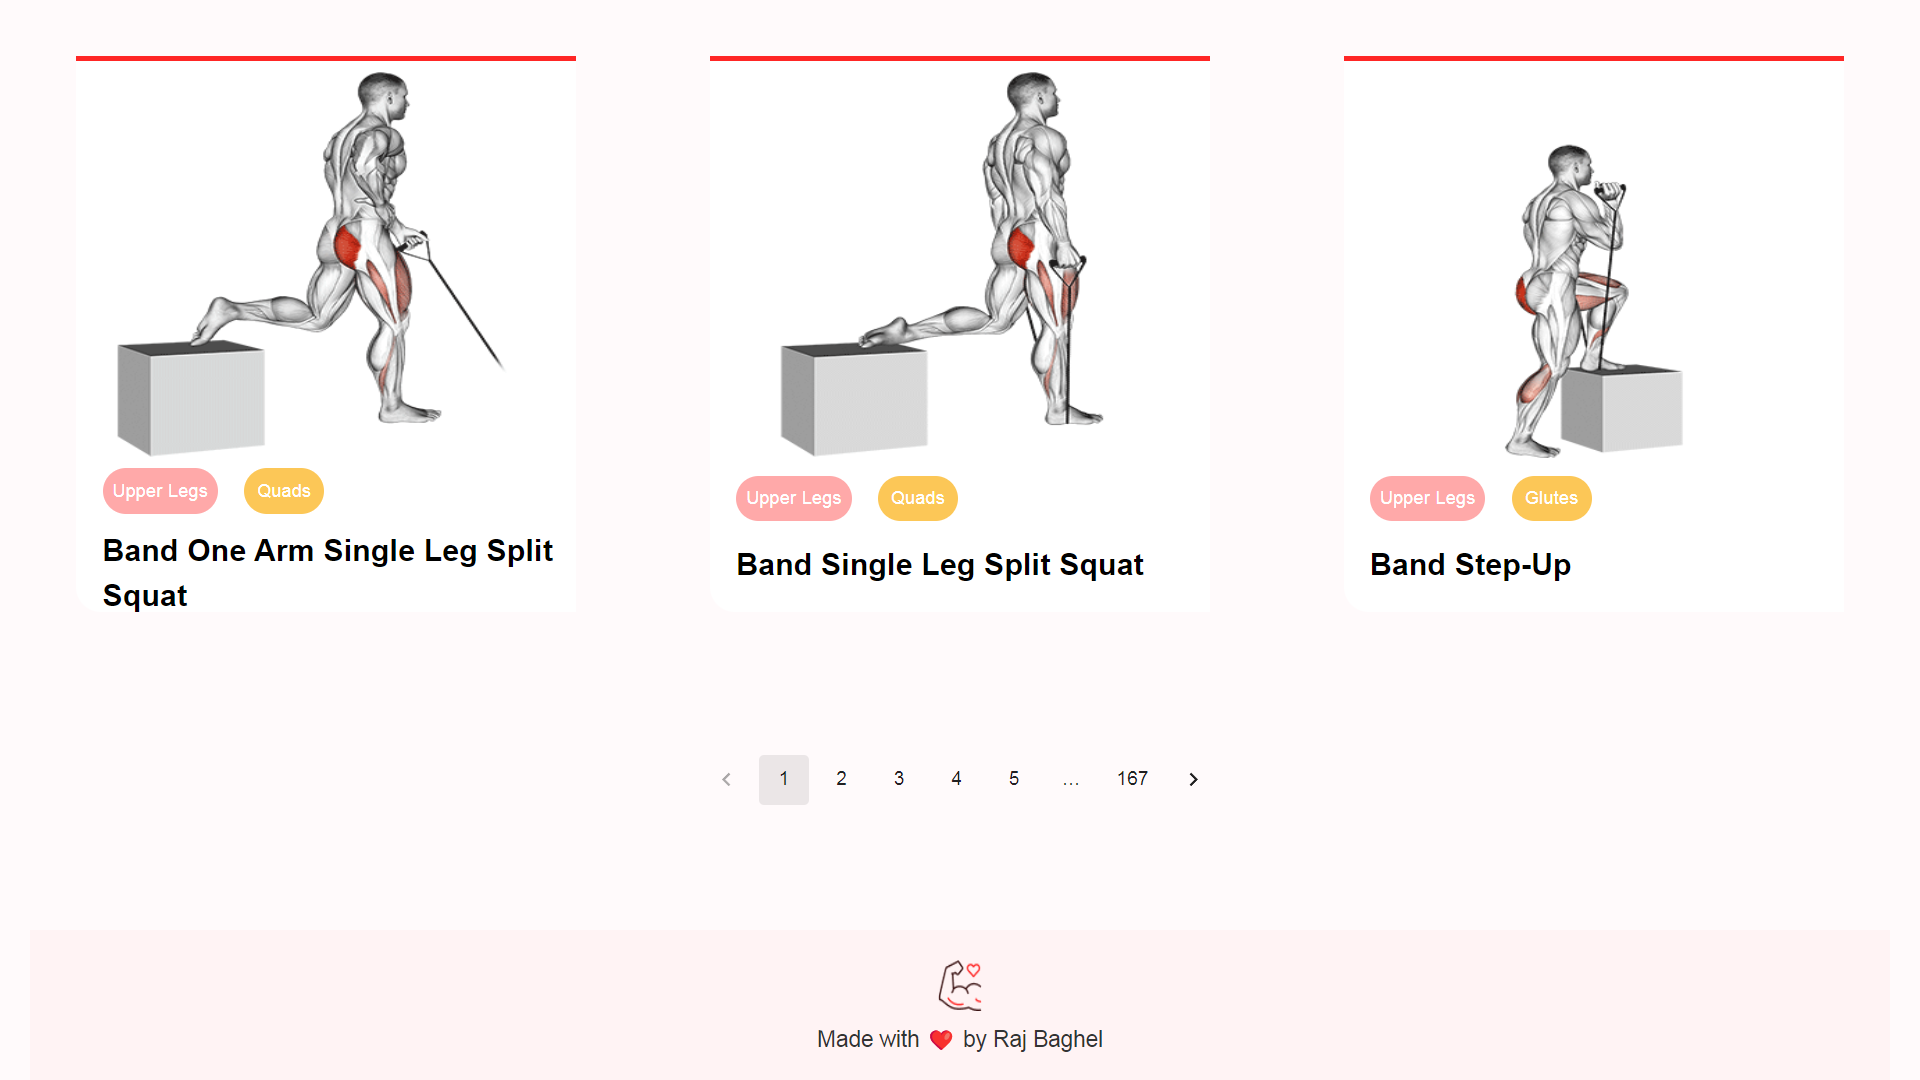 Upper Legs Quads
Band One Arm Single Leg Split
Squat
Upper Legs Quads
Band Single Leg Split Squat
Upper Legs Glutes
Band Step-Up
1 2 3 4 5 … 167
Made with ❤️ by Raj Baghel